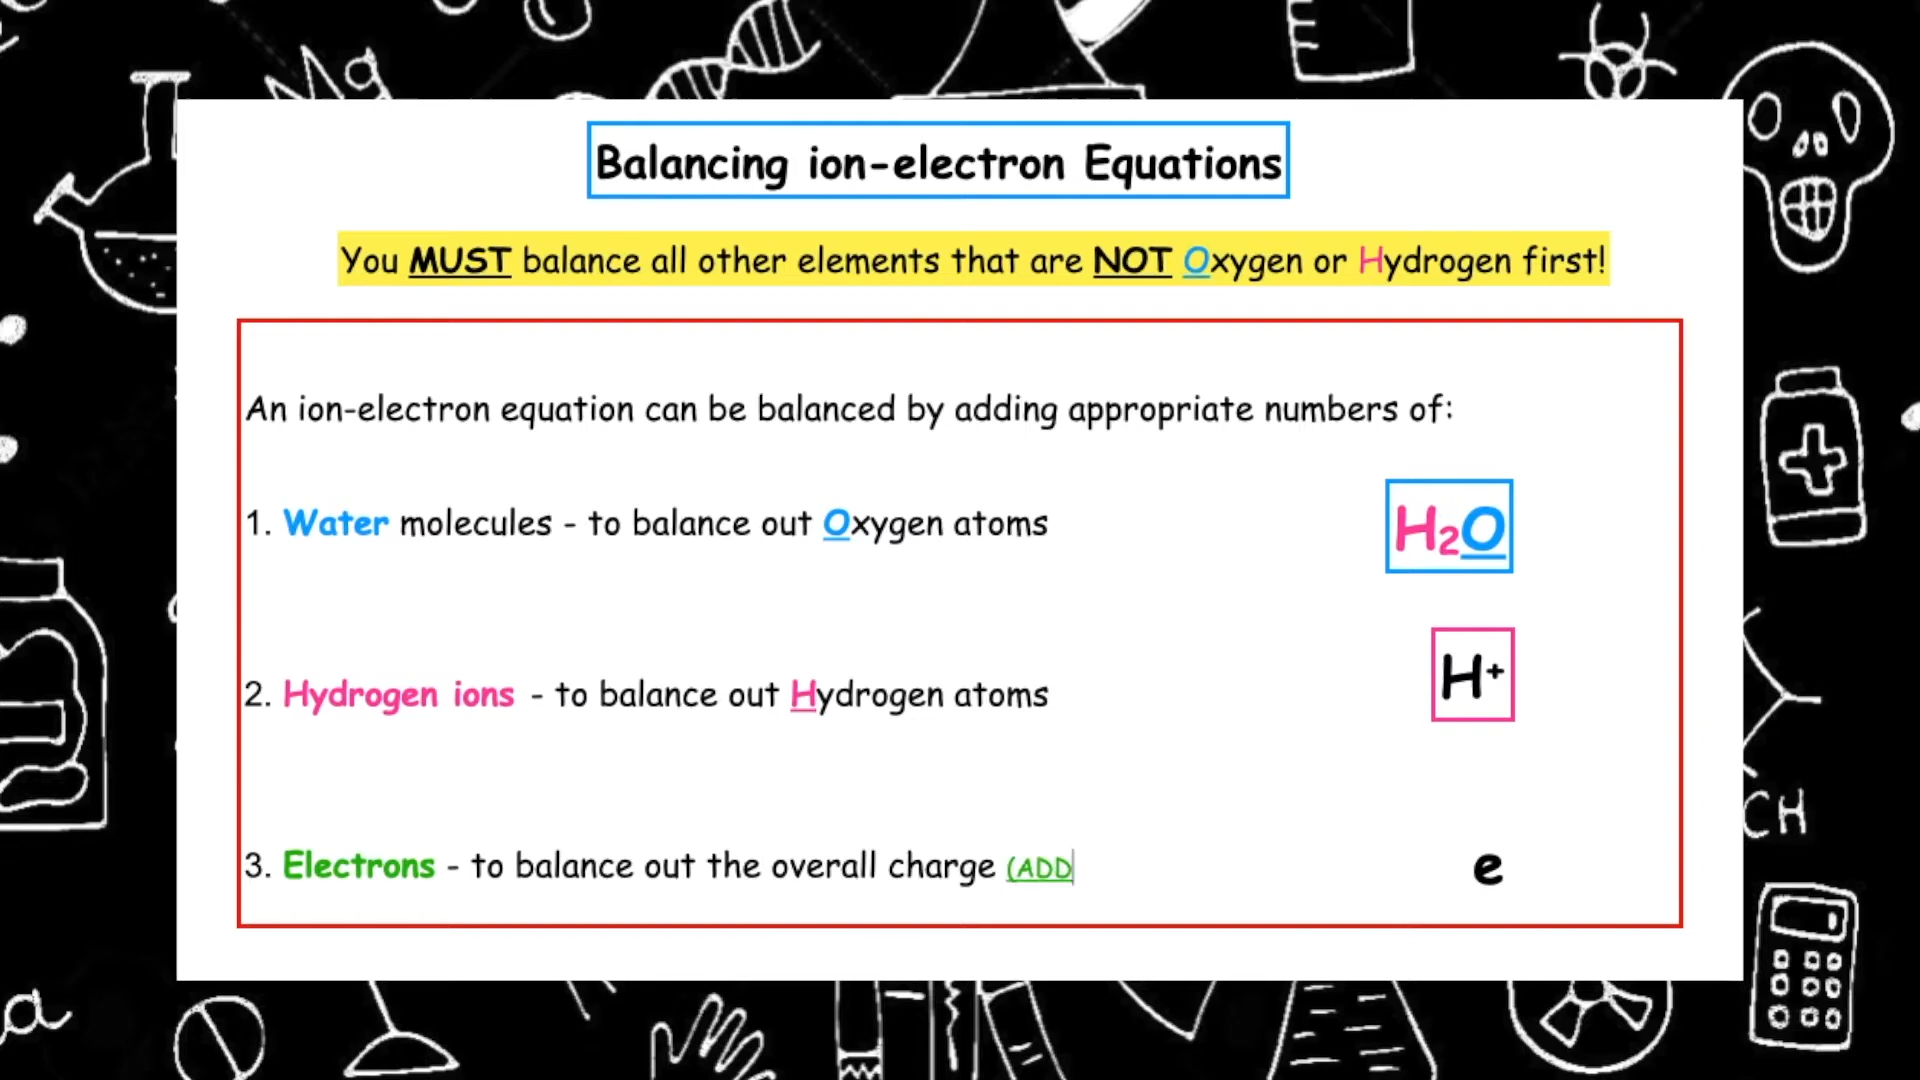 Mg
Balancing ion-electron Equations
You MUST balance all other elements that are NOT Oxygen or Hydrogen first!
An ion-electron equation can be balanced by adding appropriate numbers of:
1. Water molecules - to balance out Oxygen atoms
H₂O
2. Hydrogen ions - to balance out Hydrogen atoms
H⁺
3. Electrons - to balance out the overall charge (ADD
e
CH
a